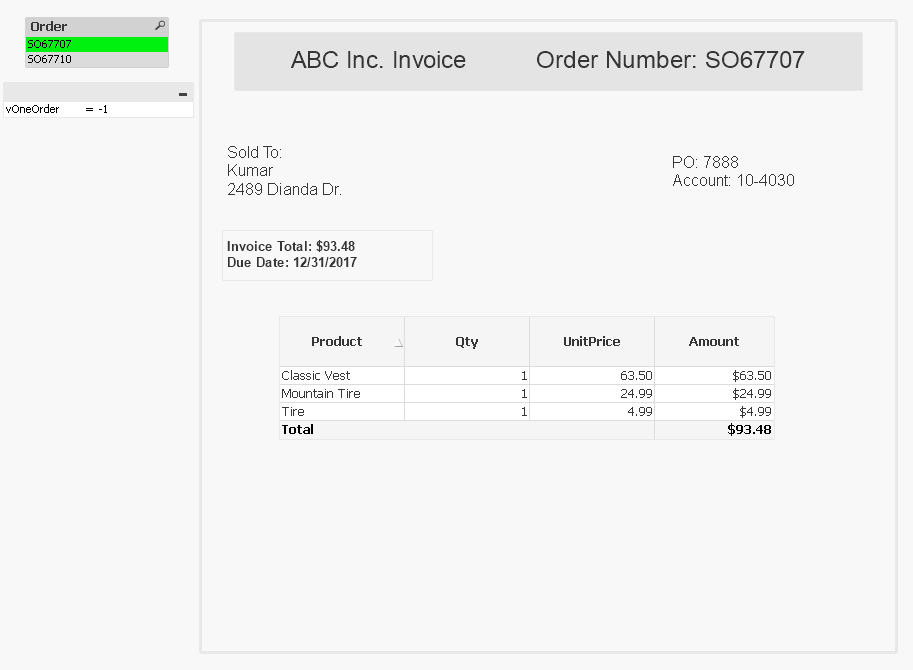 Order
SO67707
SO67710
vOneOrder = -1
ABC Inc. Invoice Order Number: SO67707
Sold To:
Kumar
2489 Dianda Dr.
PO: 7888
Account: 10-4030
Invoice Total: $93.48
Due Date: 12/31/2017
Product Qty UnitPrice Amount
Classic Vest 1 63.50 $63.50
Mountain Tire 1 24.99 $24.99
Tire 1 4.99 $4.99
Total $93.48